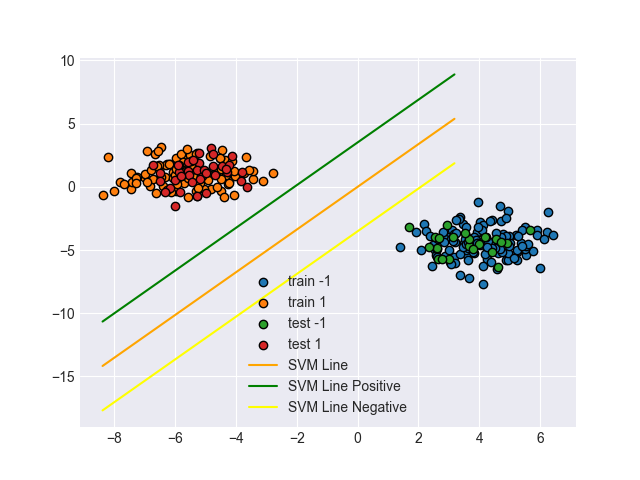 10
5
0
−5
−10
−15
train -1
train 1
test -1
test 1
SVM Line
SVM Line Positive
SVM Line Negative
−8 −6 −4 −2 0 2 4 6